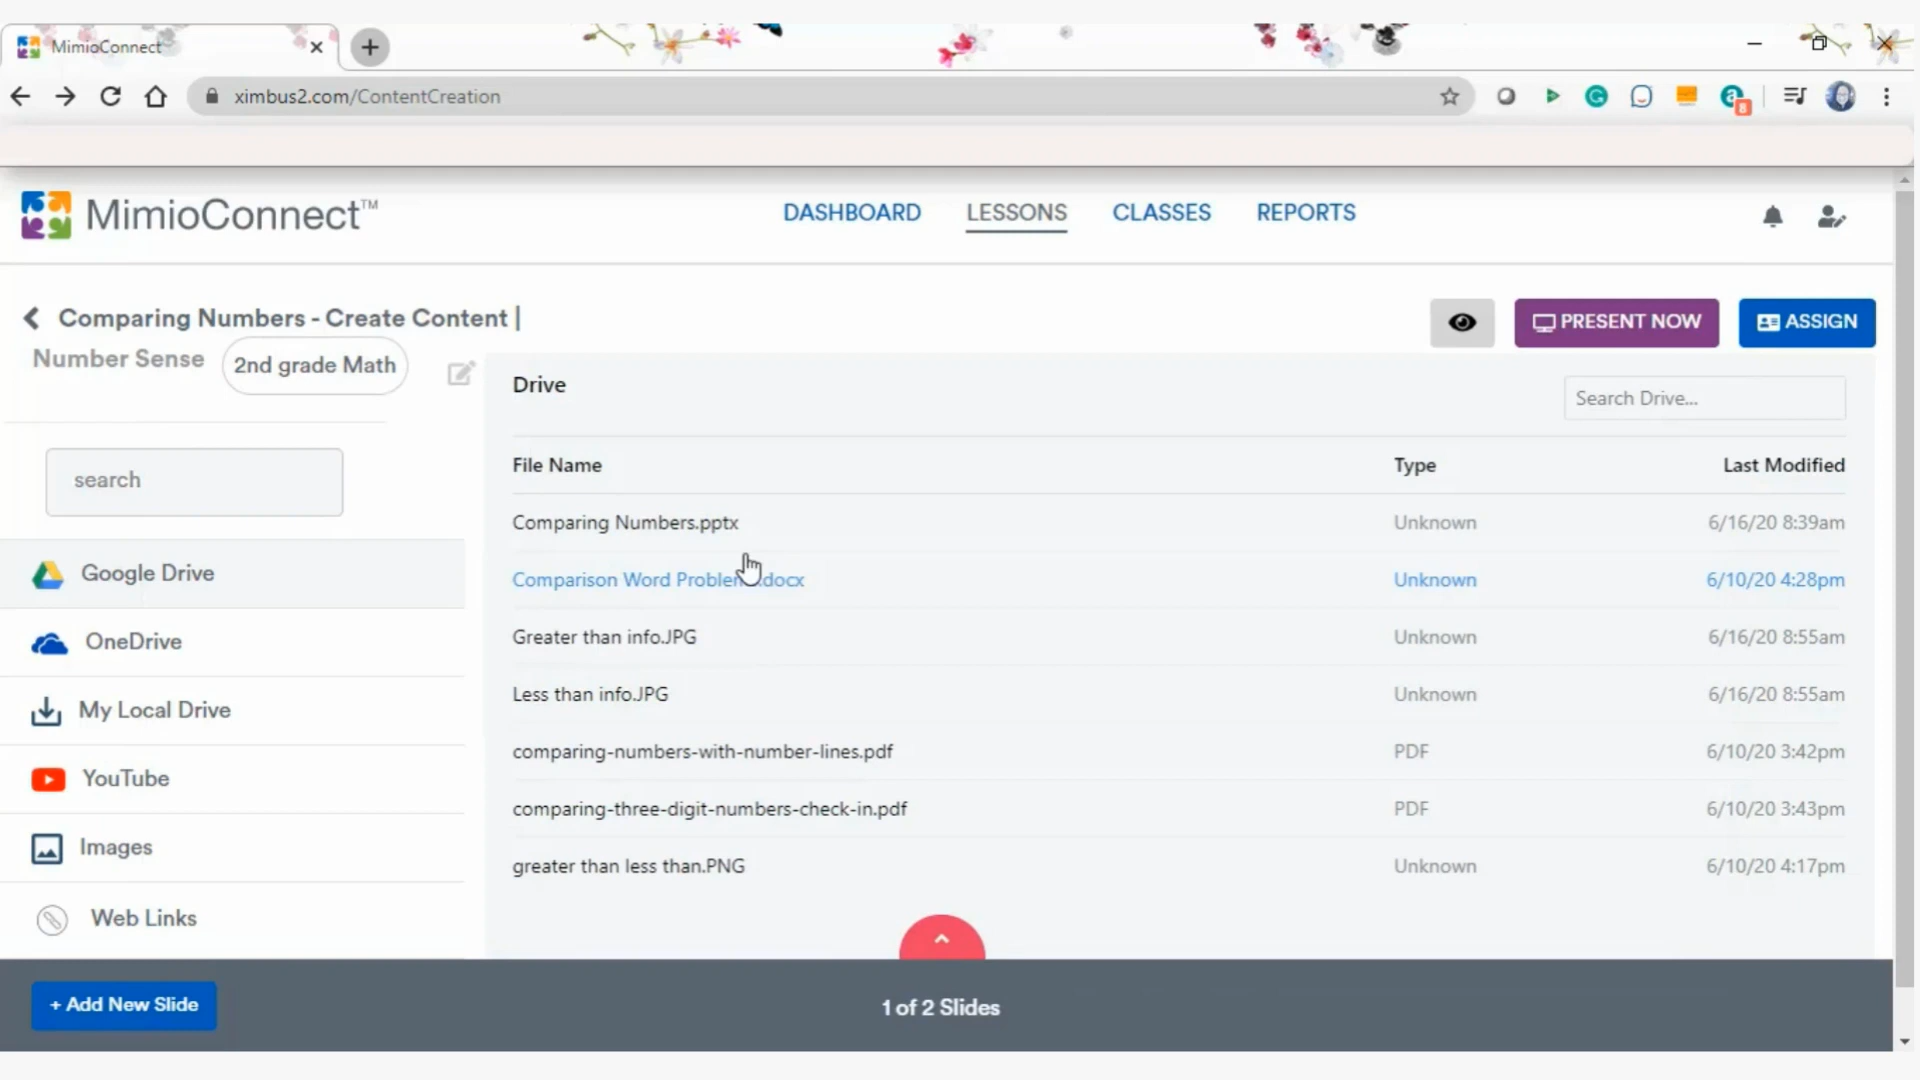 MimioConnect
ximbus2.com/ContentCreation
8
MimioConnect™
DASHBOARD LESSONS CLASSES REPORTS
Comparing Numbers - Create Content |
PRESENT NOW
ASSIGN
Number Sense
2nd grade Math
Drive
Search Drive...
search
File Name Type Last Modified
Comparing Numbers.pptx Unknown 6/16/20 8:39am
Comparison Word Problem .docx Unknown 6/10/20 4:28pm
Greater than info.JPG Unknown 6/16/20 8:55am
Less than info.JPG Unknown 6/16/20 8:55am
comparing-numbers-with-number-lines.pdf PDF 6/10/20 3:42pm
comparing-three-digit-numbers-check-in.pdf PDF 6/10/20 3:43pm
greater than less than.PNG Unknown 6/10/20 4:17pm
Google Drive
OneDrive
My Local Drive
YouTube
Images
Web Links
+ Add New Slide
1 of 2 Slides